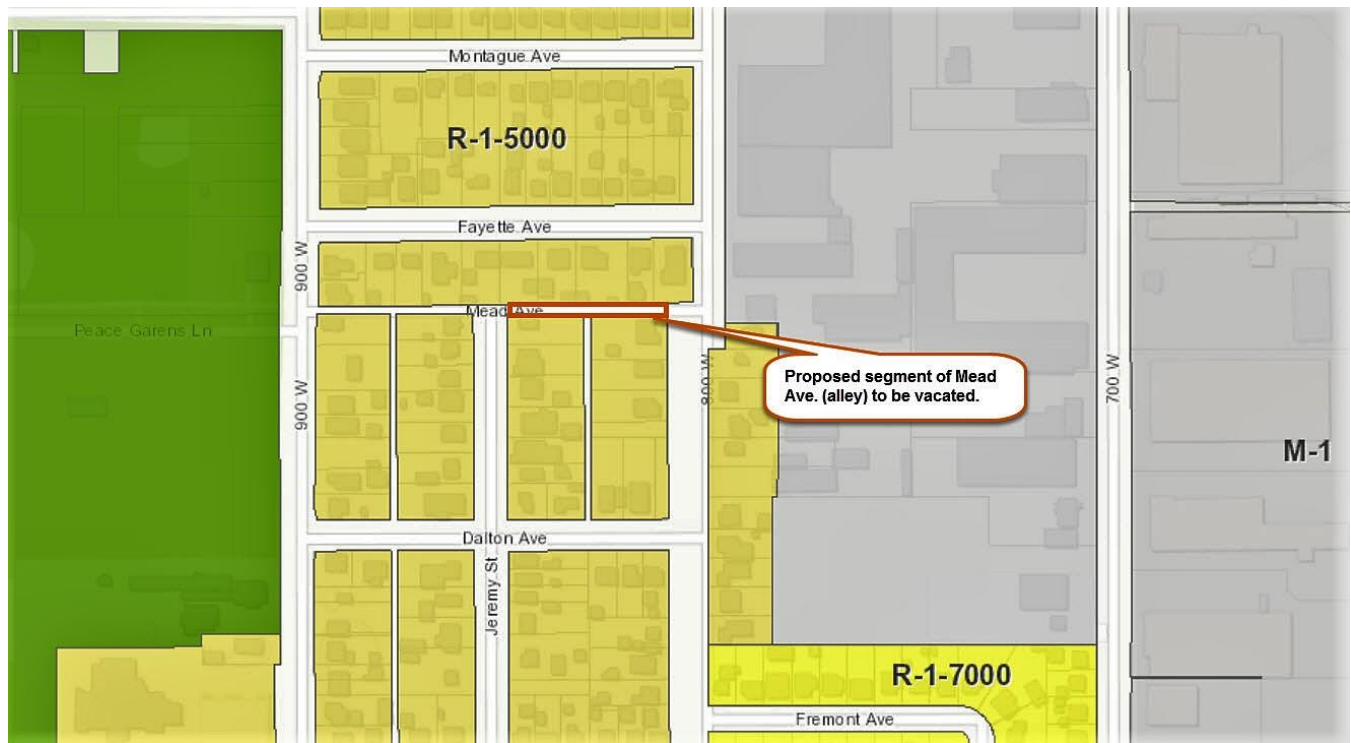 Montague Ave
R-1-5000
Fayette Ave
900 W
Mead Ave
Peace Garens Ln
Proposed segment of Mead
Ave. (alley) to be vacated.
800 W
700 W
900 W
M-1
Dalton Ave
Jeremy St
R-1-7000
Fremont Ave